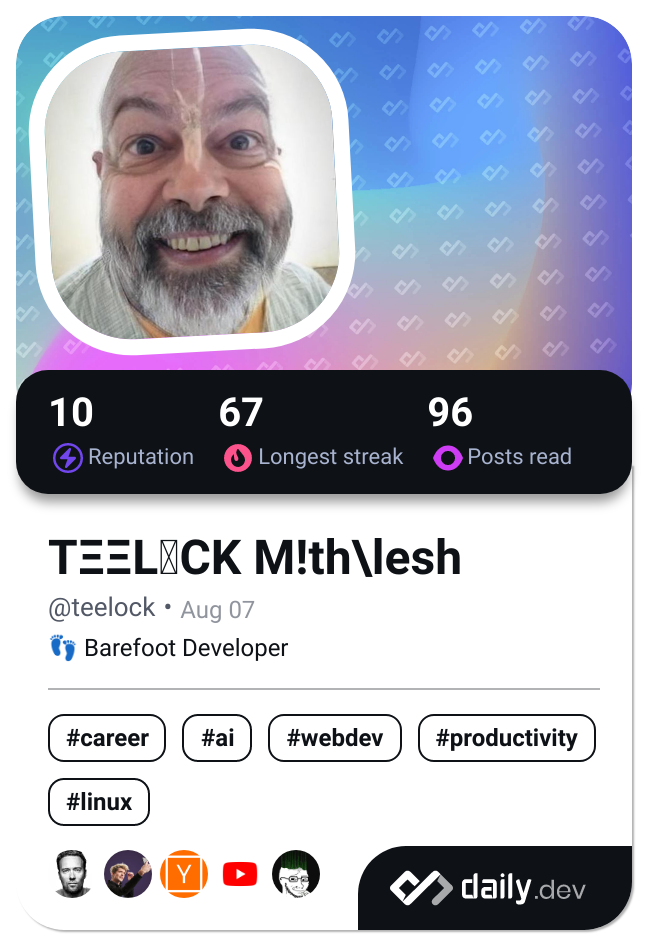 10 67 96
Reputation Longest streak Posts read
TΞΞL▯CK M!th\lesh
@teelock • Aug 07
👣 Barefoot Developer
#career #ai #webdev #productivity
#linux
Y
daily.dev